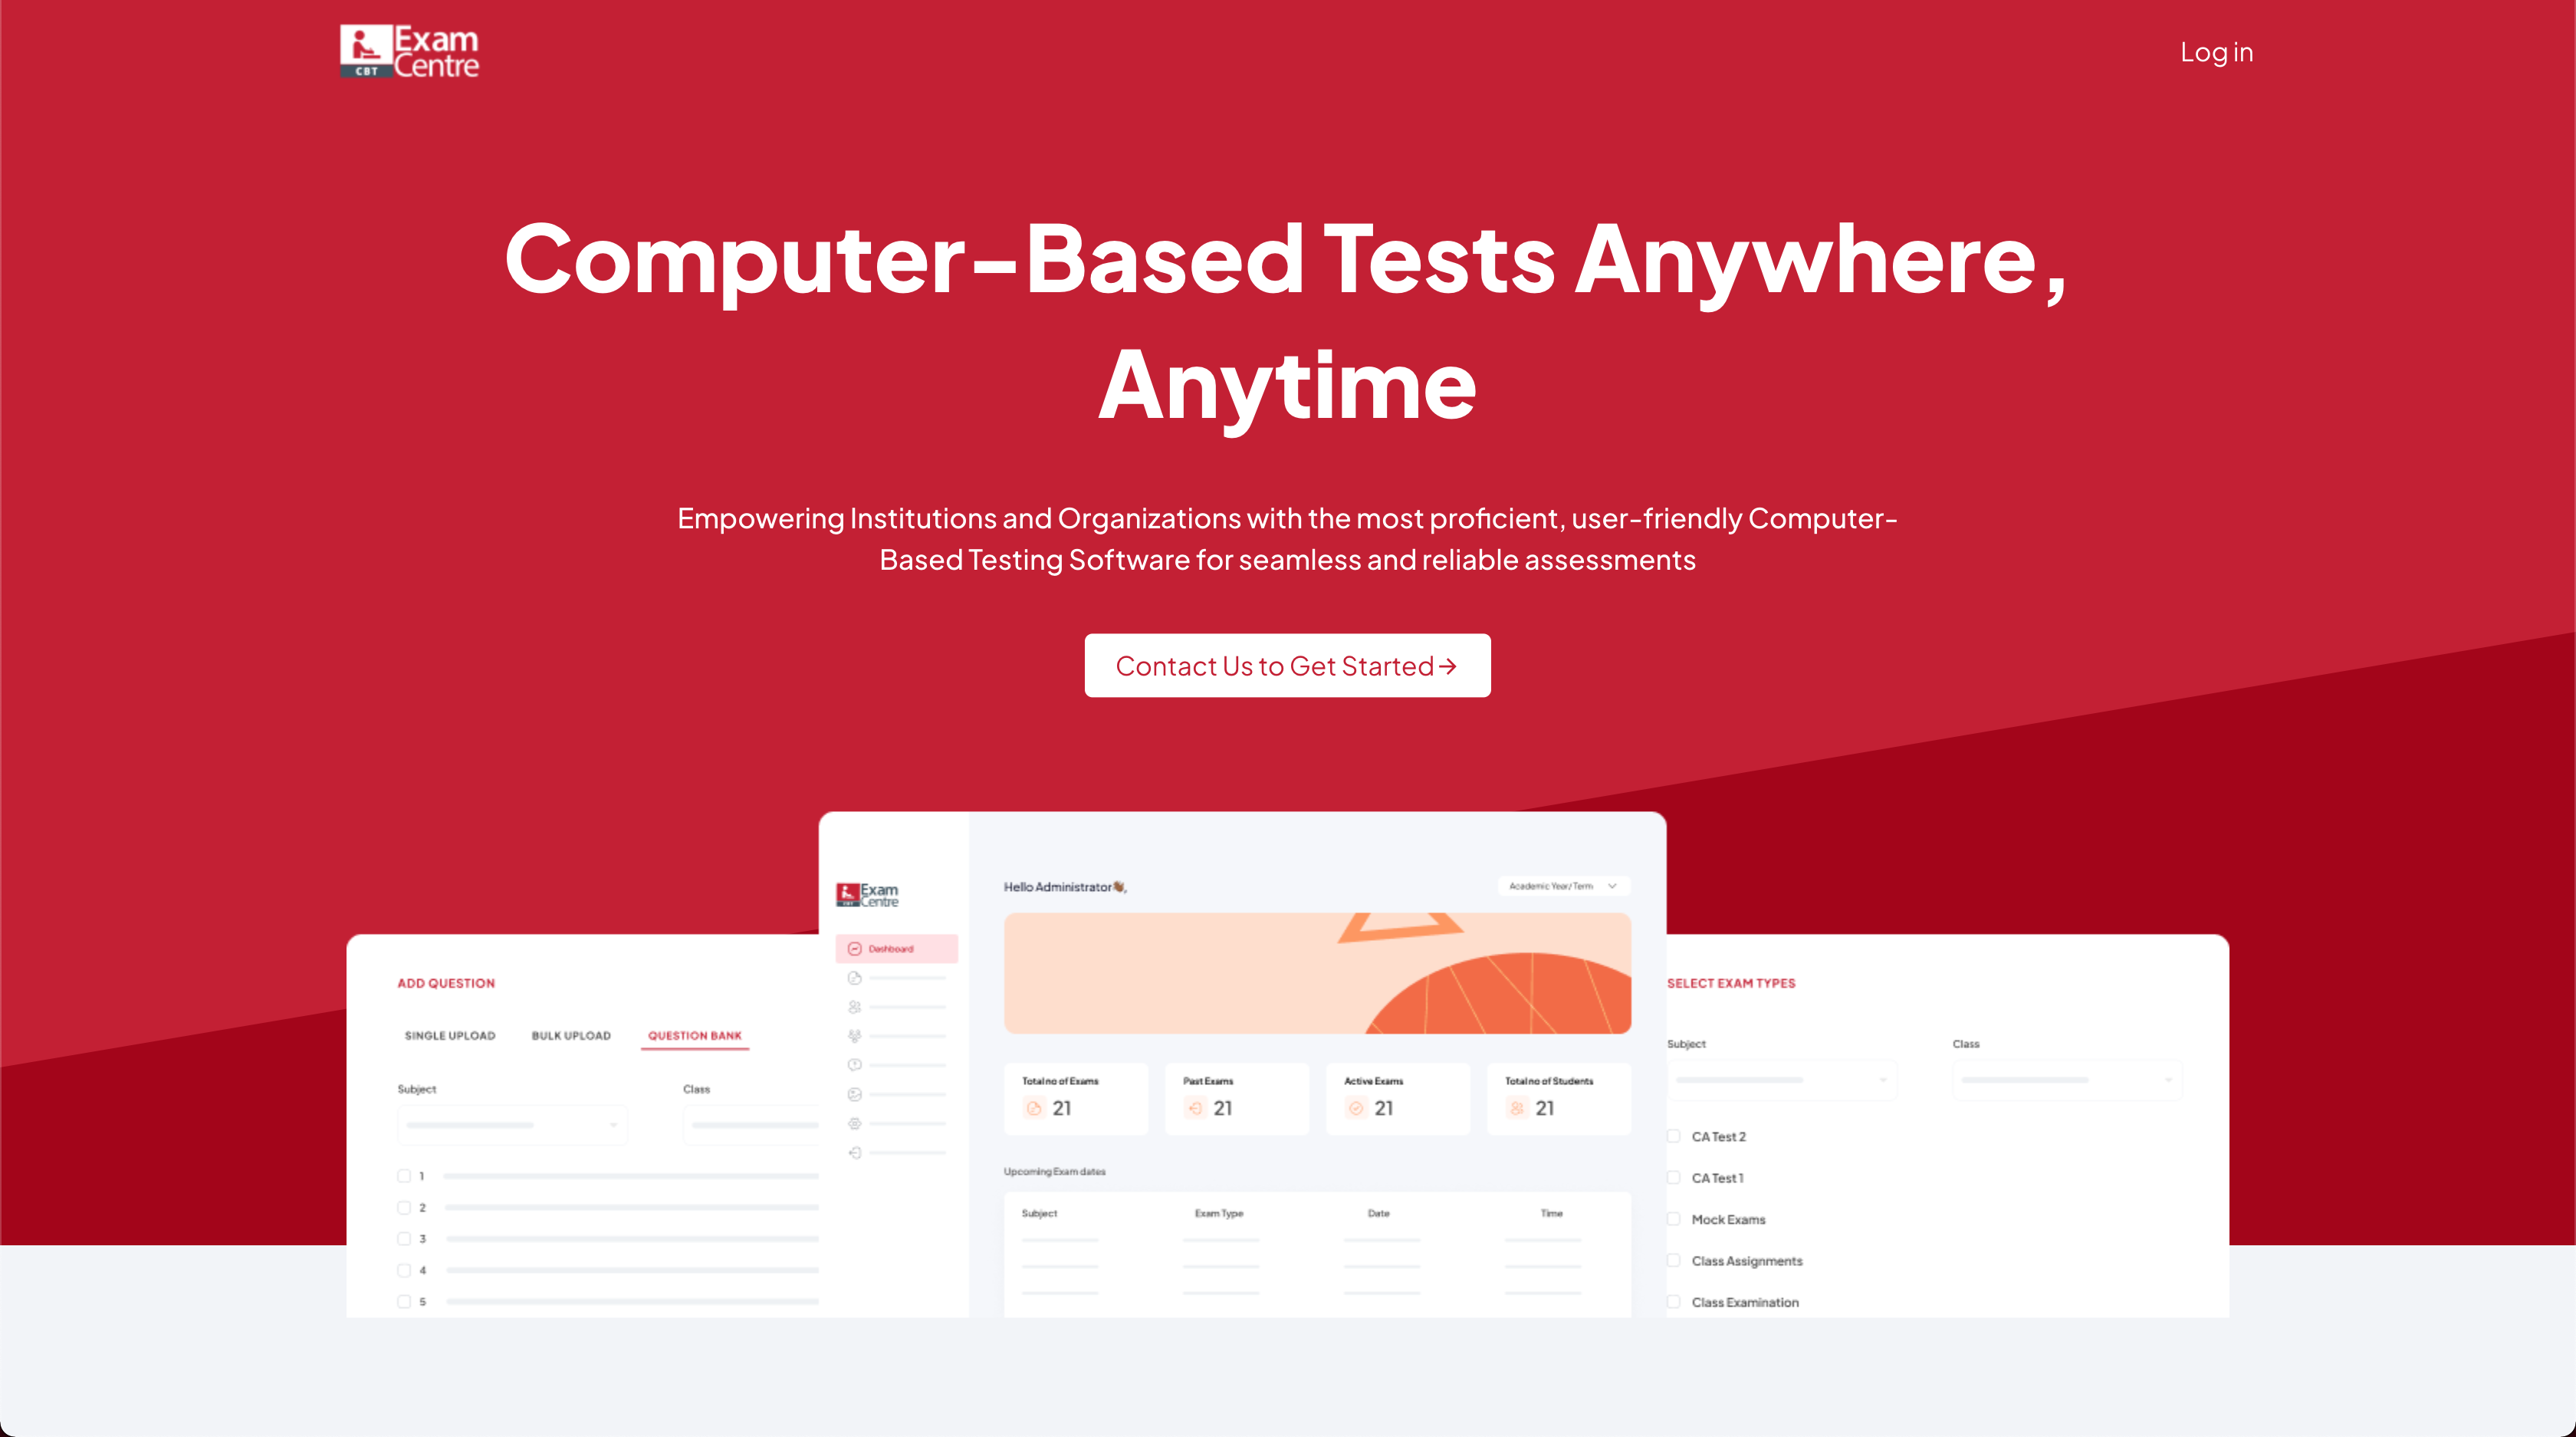 Exam
Centre
CBT
Log in
Computer-Based Tests Anywhere,
Anytime
Empowering Institutions and Organizations with the most proficient, user-friendly Computer-
Based Testing Software for seamless and reliable assessments
Contact Us to Get Started→
ADD QUESTION
SINGLE UPLOAD BULK UPLOAD QUESTION BANK
Subject Class
1
2
3
4
5
Exam
Centre
CBT
Dashboard
Hello Administrator👋🏾,
Academic Year/Term
Total no of Exams Past Exams Active Exams Total no of Students
21 21 21 21
Upcoming Exam dates
Subject Exam Type Date Time
SELECT EXAM TYPES
Subject Class
CA Test 2
CA Test 1
Mock Exams
Class Assignments
Class Examination